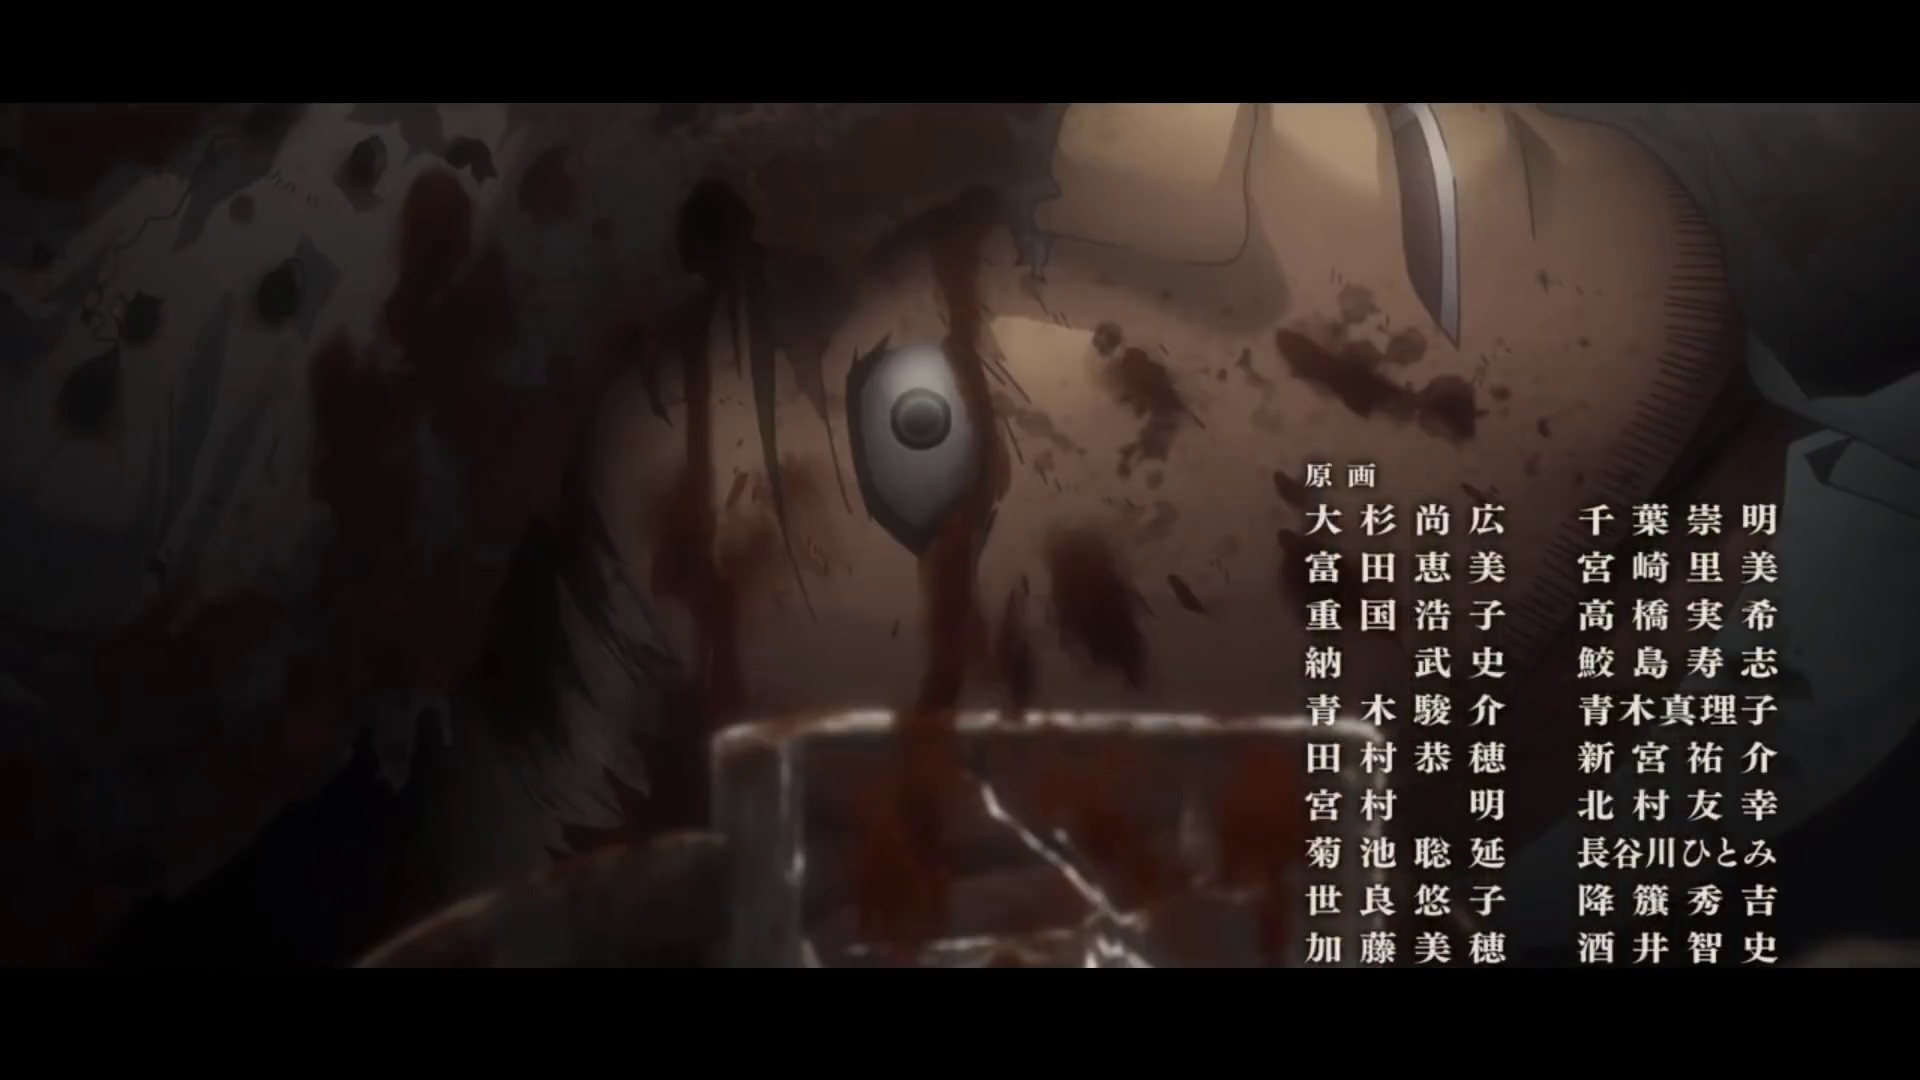 原画
大杉尚広 千葉崇明
富田恵美 宮崎里美
重国浩子 高橋実希
納 武史 鮫島寿志
青木駿介 青木真理子
田村恭穂 新宮祐介
宮村 明 北村友幸
菊池聡延 長谷川ひとみ
世良悠子 降籏秀吉
加藤美穂 酒井智史